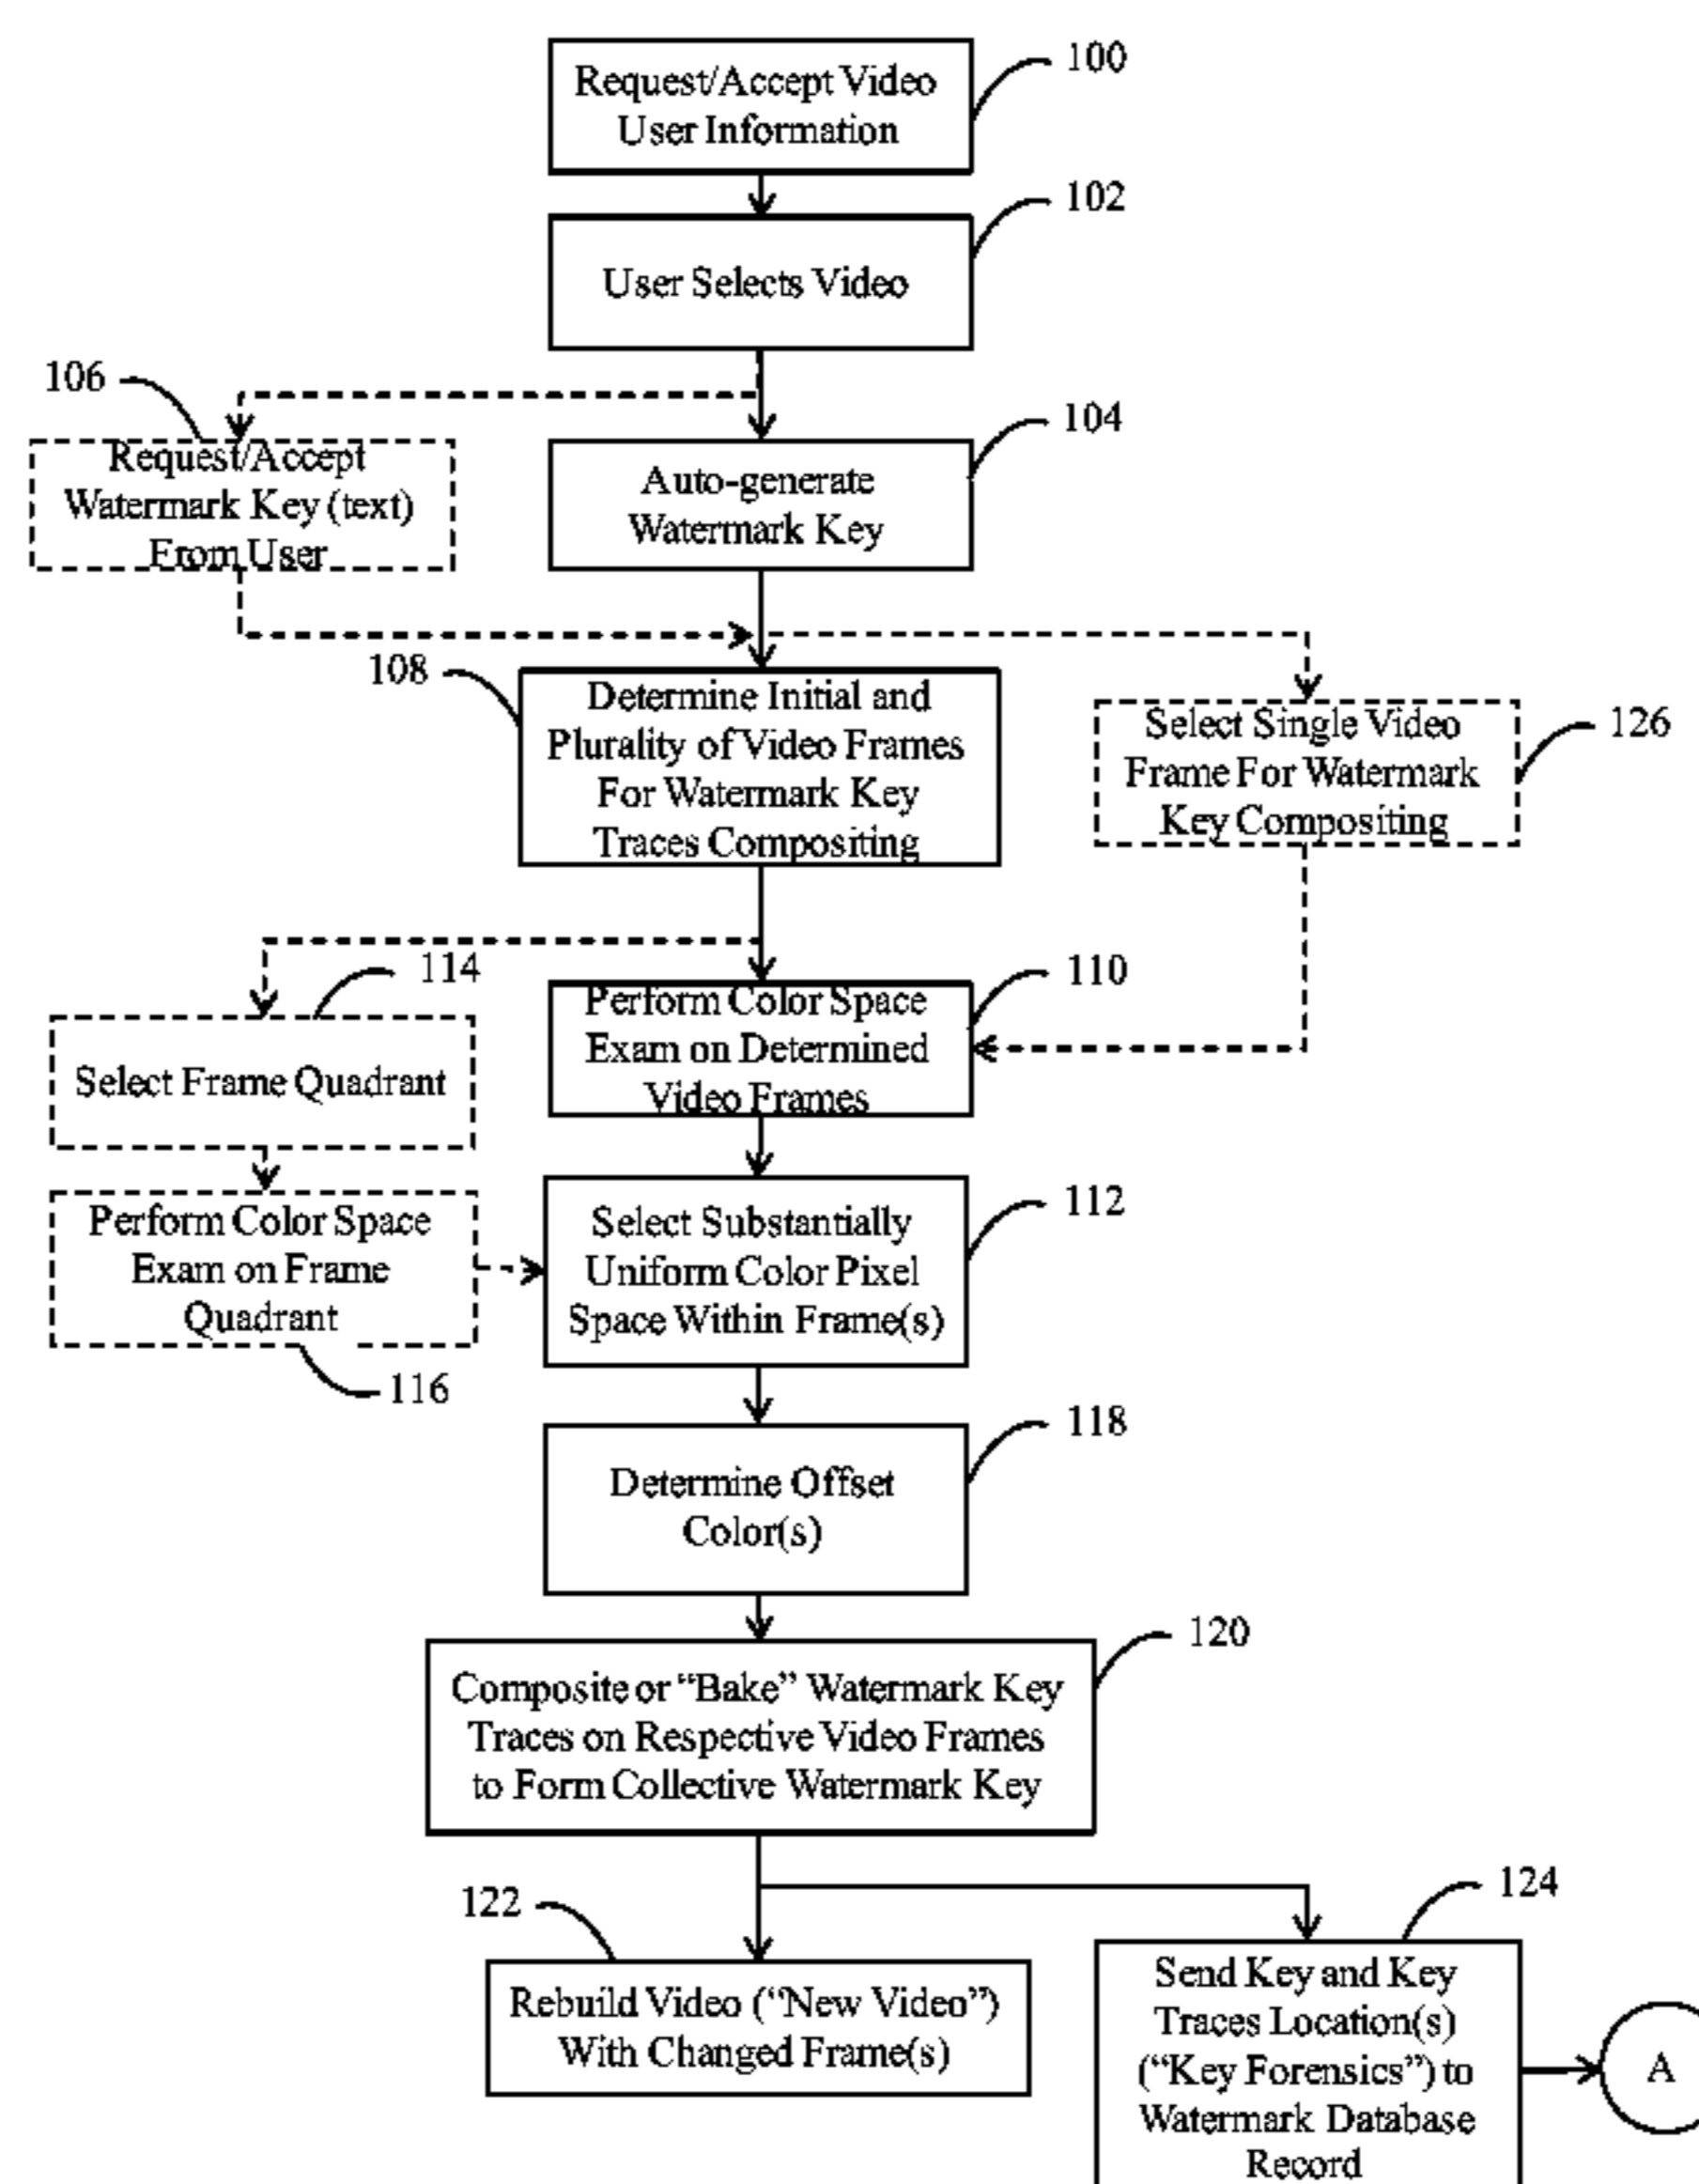 Request/Accept Video
User Information
100
User Selects Video
102
106
Request/Accept
Watermark Key (text)
From User
Auto-generate
Watermark Key
104
108
Determine Initial and
Plurality of Video Frames
For Watermark Key
Traces Compositing
Select Single Video
Frame For Watermark
Key Compositing
126
114
Select Frame Quadrant
Perform Color Space
Exam on Determined
Video Frames
110
Perform Color Space
Exam on Frame
Quadrant
116
Select Substantially
Uniform Color Pixel
Space Within Frame(s)
112
Determine Offset
Color(s)
118
Composite or “Bake” Watermark Key
Traces on Respective Video Frames
to Form Collective Watermark Key
120
122
Rebuild Video (“New Video”)
With Changed Frame(s)
124
Send Key and Key
Traces Location(s)
(“Key Forensics”) to
Watermark Database
Record
A